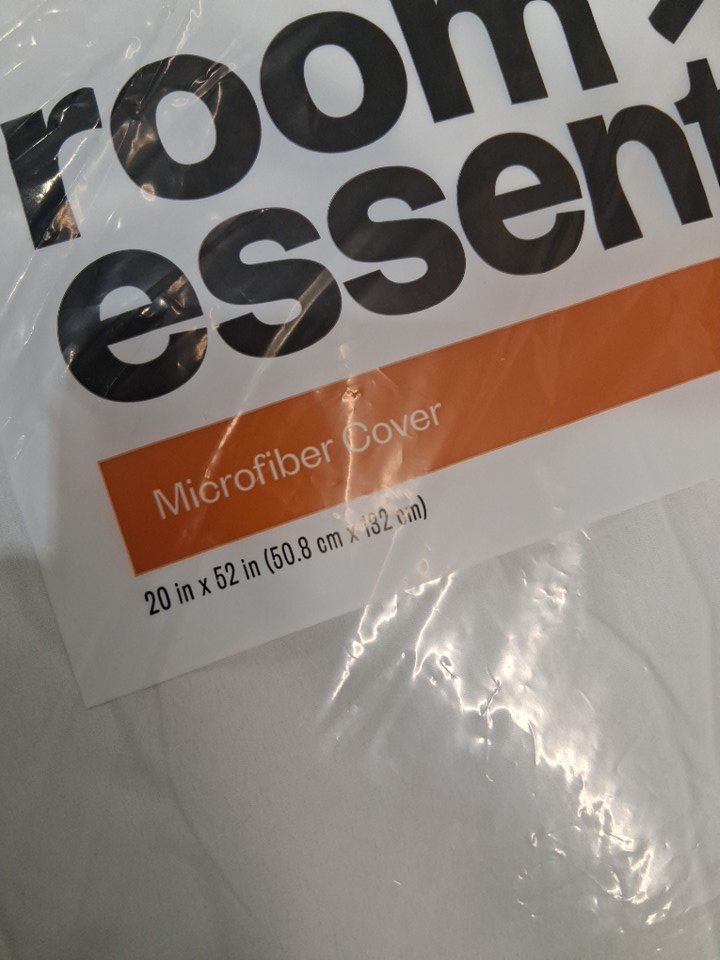 room
essent
Microfiber Cover
20 in x 52 in (50.8 cm x 132 cm)